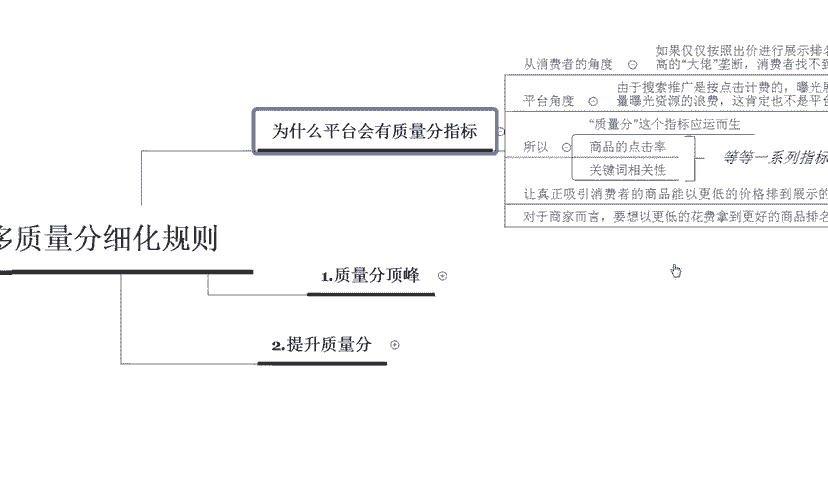 如果仅仅按照出价进行展示排名
从消费者的角度
高的“大佬”垄断，消费者找不到
由于搜索推广是按点击计费的，曝光展
平台角度
量曝光资源的浪费，这肯定也不是平台
为什么平台会有质量分指标
“质量分”这个指标应运而生
所以
商品的点击率
等等一系列指标
关键词相关性
让真正吸引消费者的商品能以更低的价格排到展示的
对于商家而言，要想以更低的花费拿到更好的商品排名
质量分细化规则
1.质量分顶峰
2.提升质量分